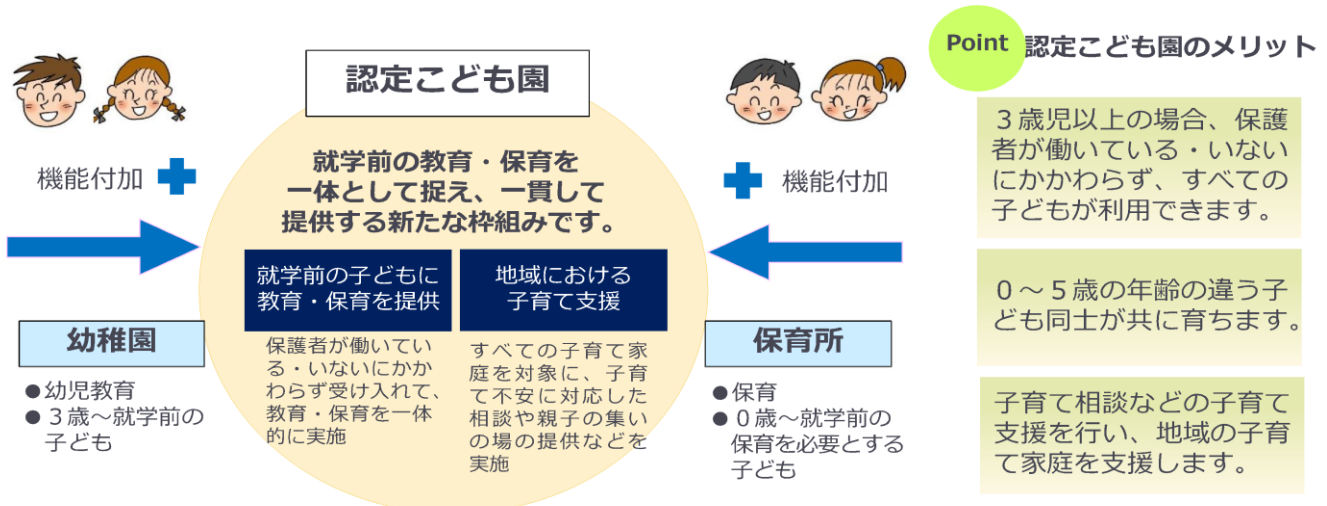 認定こども園
就学前の教育・保育を
一体として捉え、一貫して
提供する新たな枠組みです。
機能付加
幼稚園
●幼児教育
●３歳～就学前の
子ども
就学前の子どもに
教育・保育を提供
保護者が働いてい
る・いないにかか
わらず受け入れて、
教育・保育を一体
的に実施
地域における
子育て支援
すべての子育て家
庭を対象に、子育
て不安に対応した
相談や親子の集い
の場の提供などを
実施
機能付加
保育所
●保育
●０歳～就学前の
保育を必要とする
子ども
Point 認定こども園のメリット
３歳児以上の場合、保護
者が働いている・いない
にかかわらず、すべての
子どもが利用できます。
０～５歳の年齢の違う子
ども同士が共に育ちます。
子育て相談などの子育て
支援を行い、地域の子育
て家庭を支援します。